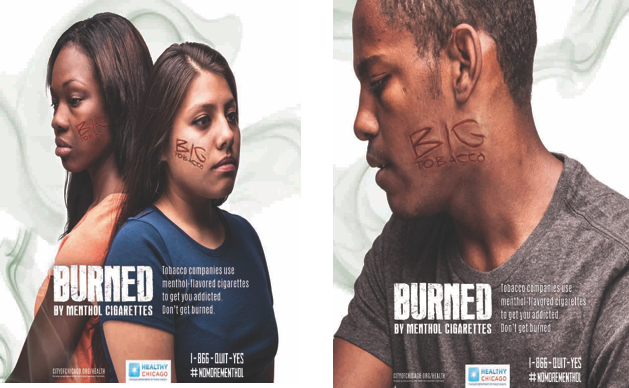 BIG
TOBACCO
BURNED
BY MENTHOL CIGARETTES
Tobacco companies use
menthol-flavored cigarettes
to get you addicted.
Don't get burned.
CITYOFCHICAGO.ORG/HEALTH
HEALTHY
CHICAGO
1-866-QUIT-YES
#NOMOREMENTHOL
BIG
TOBACCO
BURNED
BY MENTHOL CIGARETTES
Tobacco companies use
menthol-flavored cigarettes
to get you addicted.
Don't get burned.
CITYOFCHICAGO.ORG/HEALTH
HEALTHY
CHICAGO
1-866-QUIT-YES
#NOMOREMENTHOL